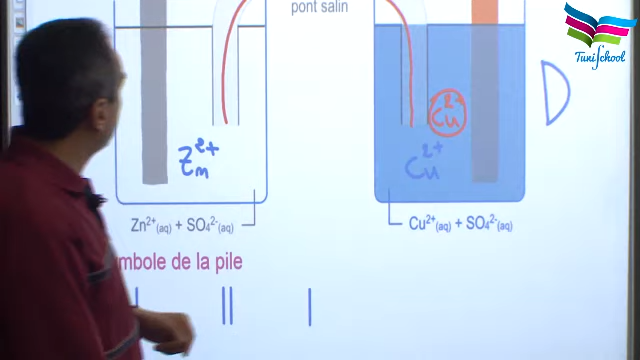 pont salin
TuniSchool
Cu2+
Zn2+
Cu2+
D
Zn2+(aq) + SO42-(aq)
Cu2+(aq) + SO42-(aq)
mbole de la pile
| || |